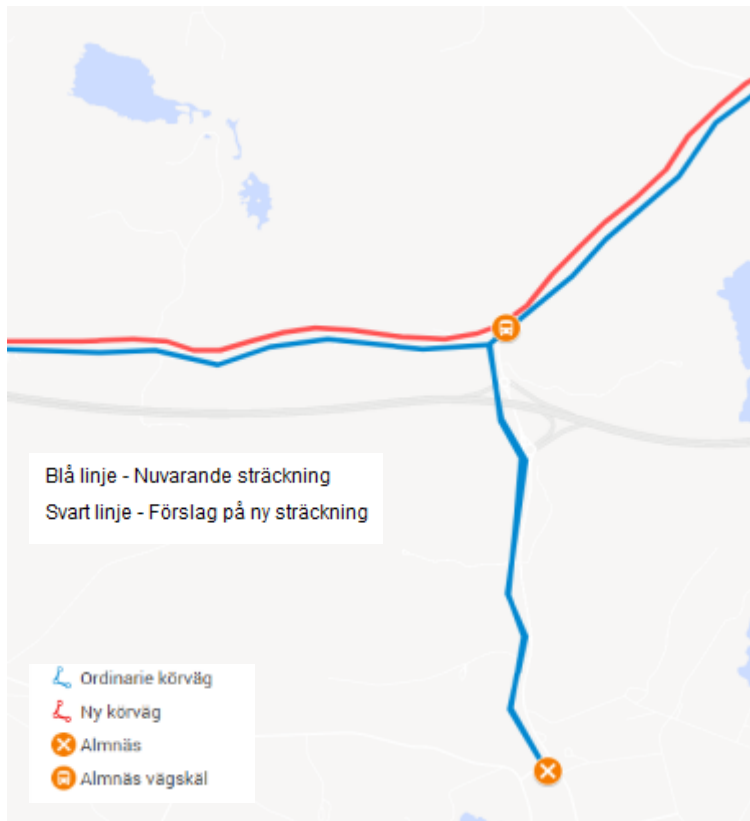 Blå linje - Nuvarande sträckning
Svart linje - Förslag på ny sträckning
Ordinarie körväg
Ny körväg
Almnäs
Almnäs vägskäl